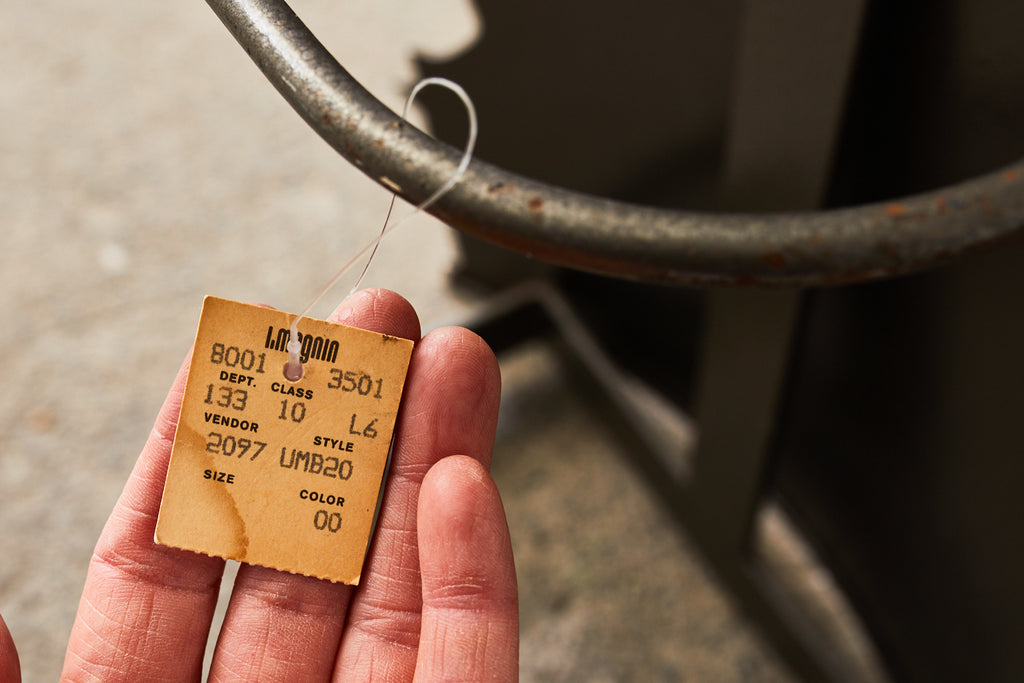 I.magnin
8001 3501
DEPT. CLASS
133 10 L6
VENDOR STYLE
2097 UMB20
SIZE COLOR
00